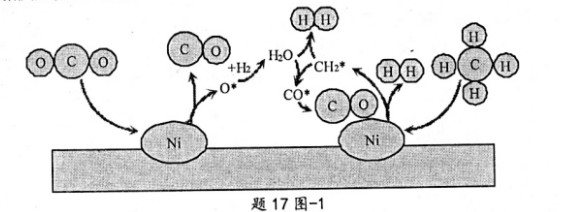 H H
O C O
C O
H2O
+H2
CH2*
H H
H
H C H
H
O*
CO*
C O
Ni
Ni
题 17 图-1